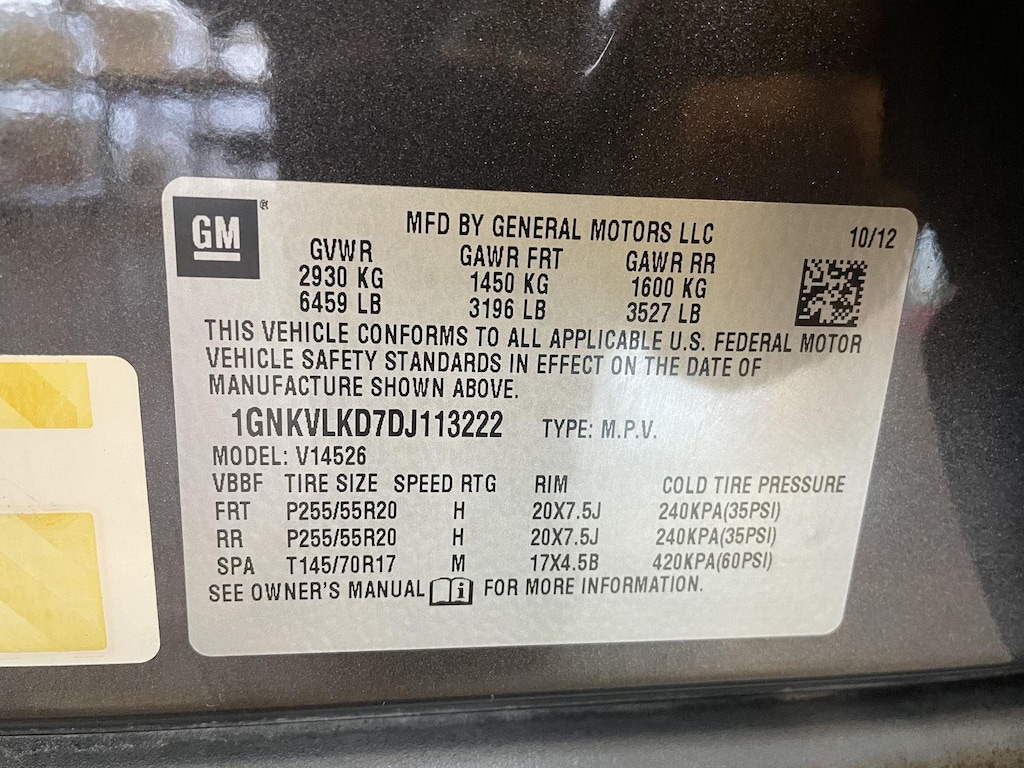 GM ®
MFD BY GENERAL MOTORS LLC 10/12
GVWR GAWR FRT GAWR RR
2930 KG 1450 KG 1600 KG
6459 LB 3196 LB 3527 LB
THIS VEHICLE CONFORMS TO ALL APPLICABLE U.S. FEDERAL MOTOR
VEHICLE SAFETY STANDARDS IN EFFECT ON THE DATE OF
MANUFACTURE SHOWN ABOVE.
1GNKVLKD7DJ113222 TYPE: M.P.V.
MODEL: V14526
VBBF TIRE SIZE SPEED RTG RIM COLD TIRE PRESSURE
FRT P255/55R20 H 20X7.5J 240KPA(35PSI)
RR P255/55R20 H 20X7.5J 240KPA(35PSI)
SPA T145/70R17 M 17X4.5B 420KPA(60PSI)
SEE OWNER'S MANUAL i FOR MORE INFORMATION.